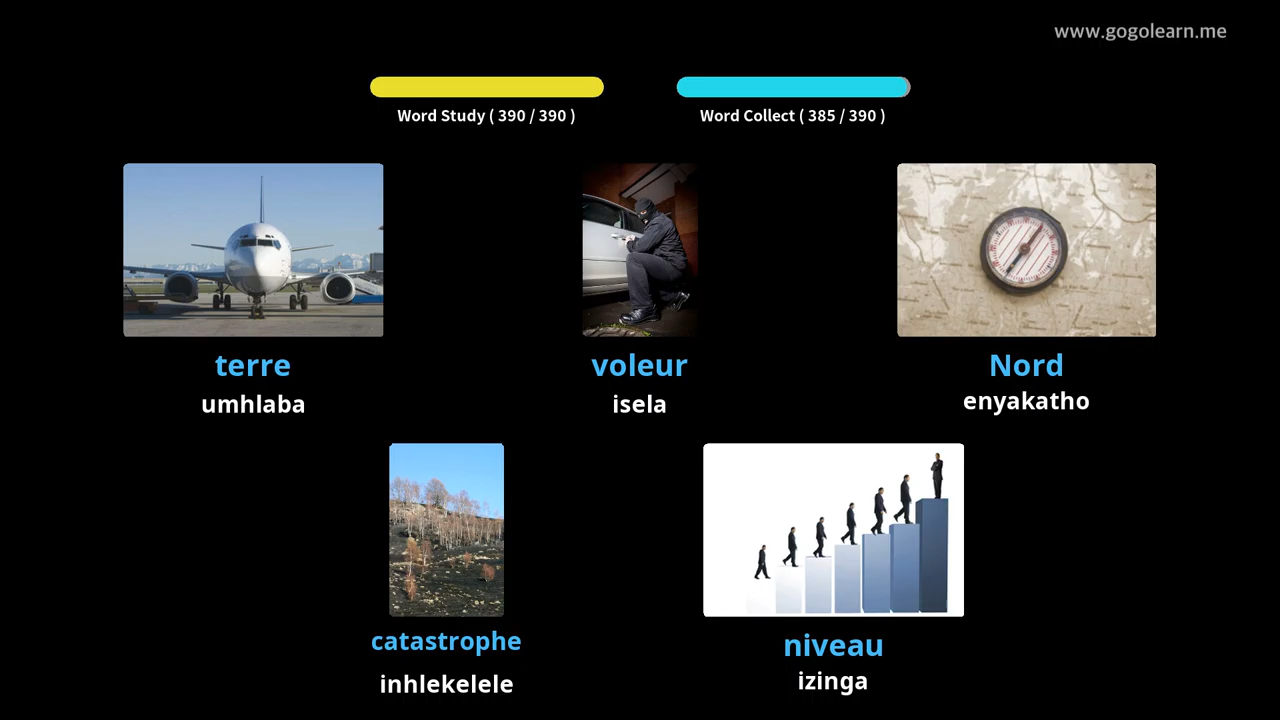 www.gogolearn.me
Word Study ( 390 / 390 )
Word Collect ( 385 / 390 )
terre
umhlaba
voleur
isela
Nord
enyakatho
catastrophe
inhlekelele
niveau
izinga